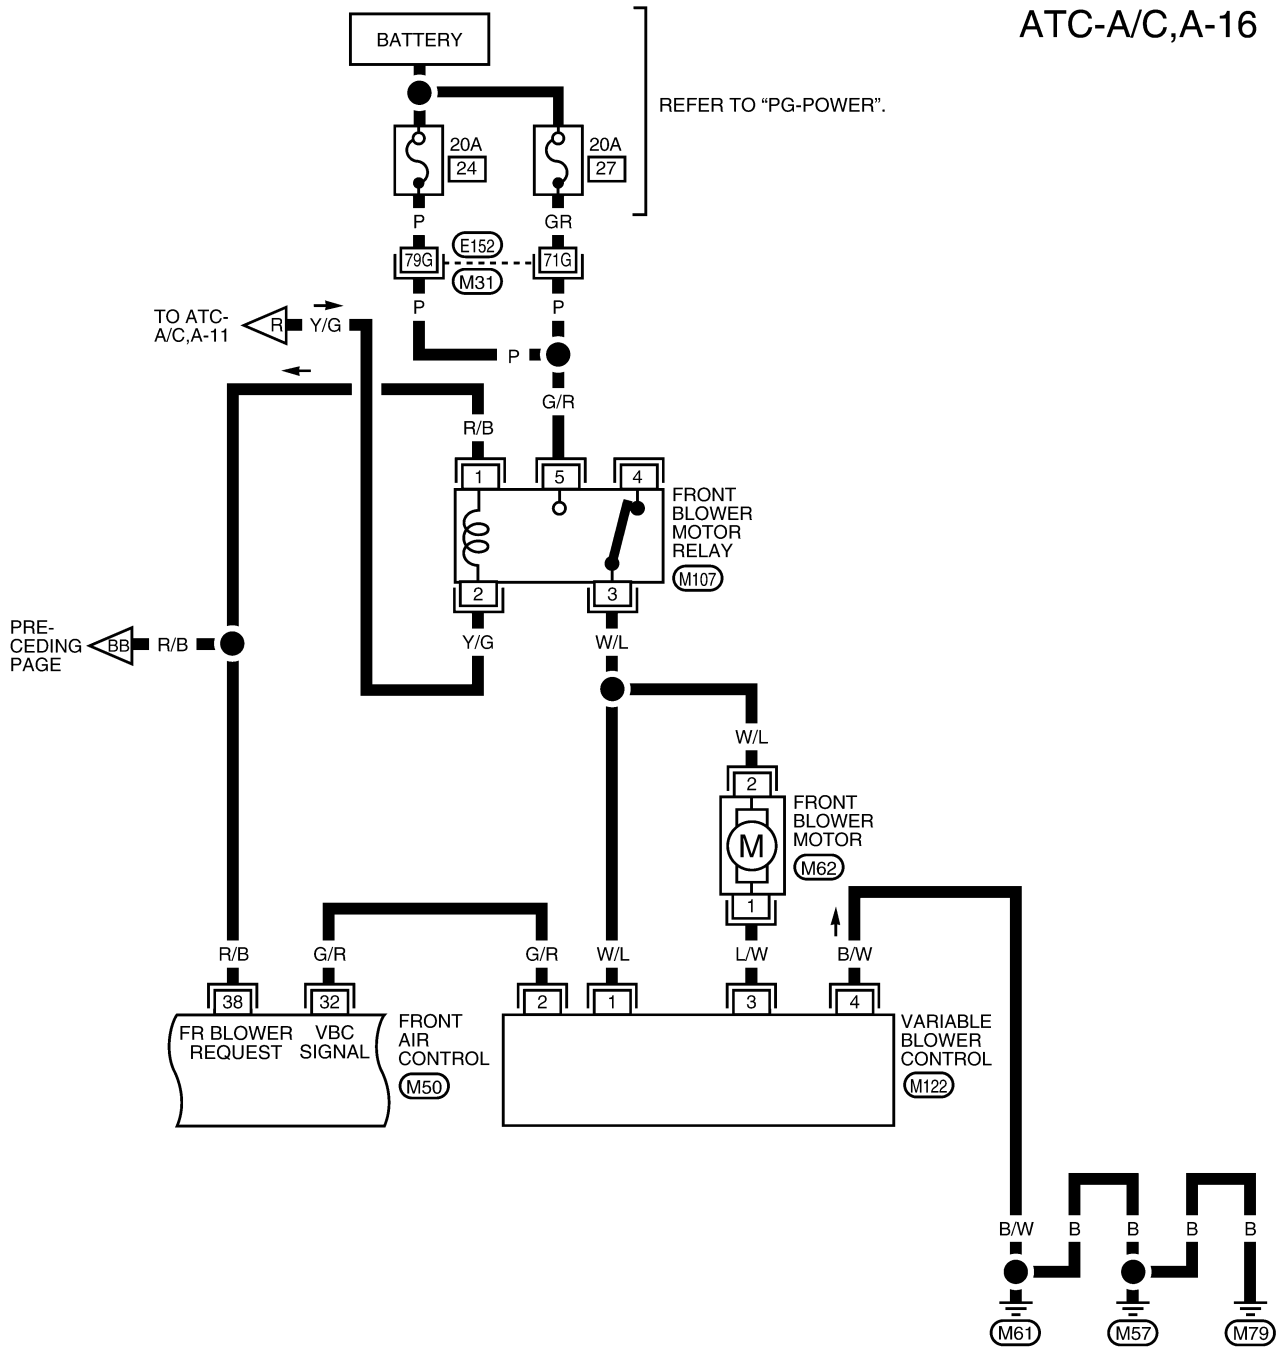 ATC-A/C,A-16
BATTERY
REFER TO “PG-POWER”.
20A
24
20A
27
P
GR
79G
E152
M31
71G
P
P
TO ATC-
A/C,A-11
R
Y/G
P
G/R
R/B
1
5
4
FRONT
BLOWER
MOTOR
RELAY
M107
2
3
PRE-
CEDING
PAGE
BB
R/B
Y/G
W/L
W/L
2
FRONT
BLOWER
MOTOR
M62
M
1
R/B
G/R
G/R
W/L
L/W
B/W
38
32
2
1
3
4
FR BLOWER
REQUEST
VBC
SIGNAL
FRONT
AIR
CONTROL
M50
VARIABLE
BLOWER
CONTROL
M122
B/W
B
B
B
B
M61
M57
M79